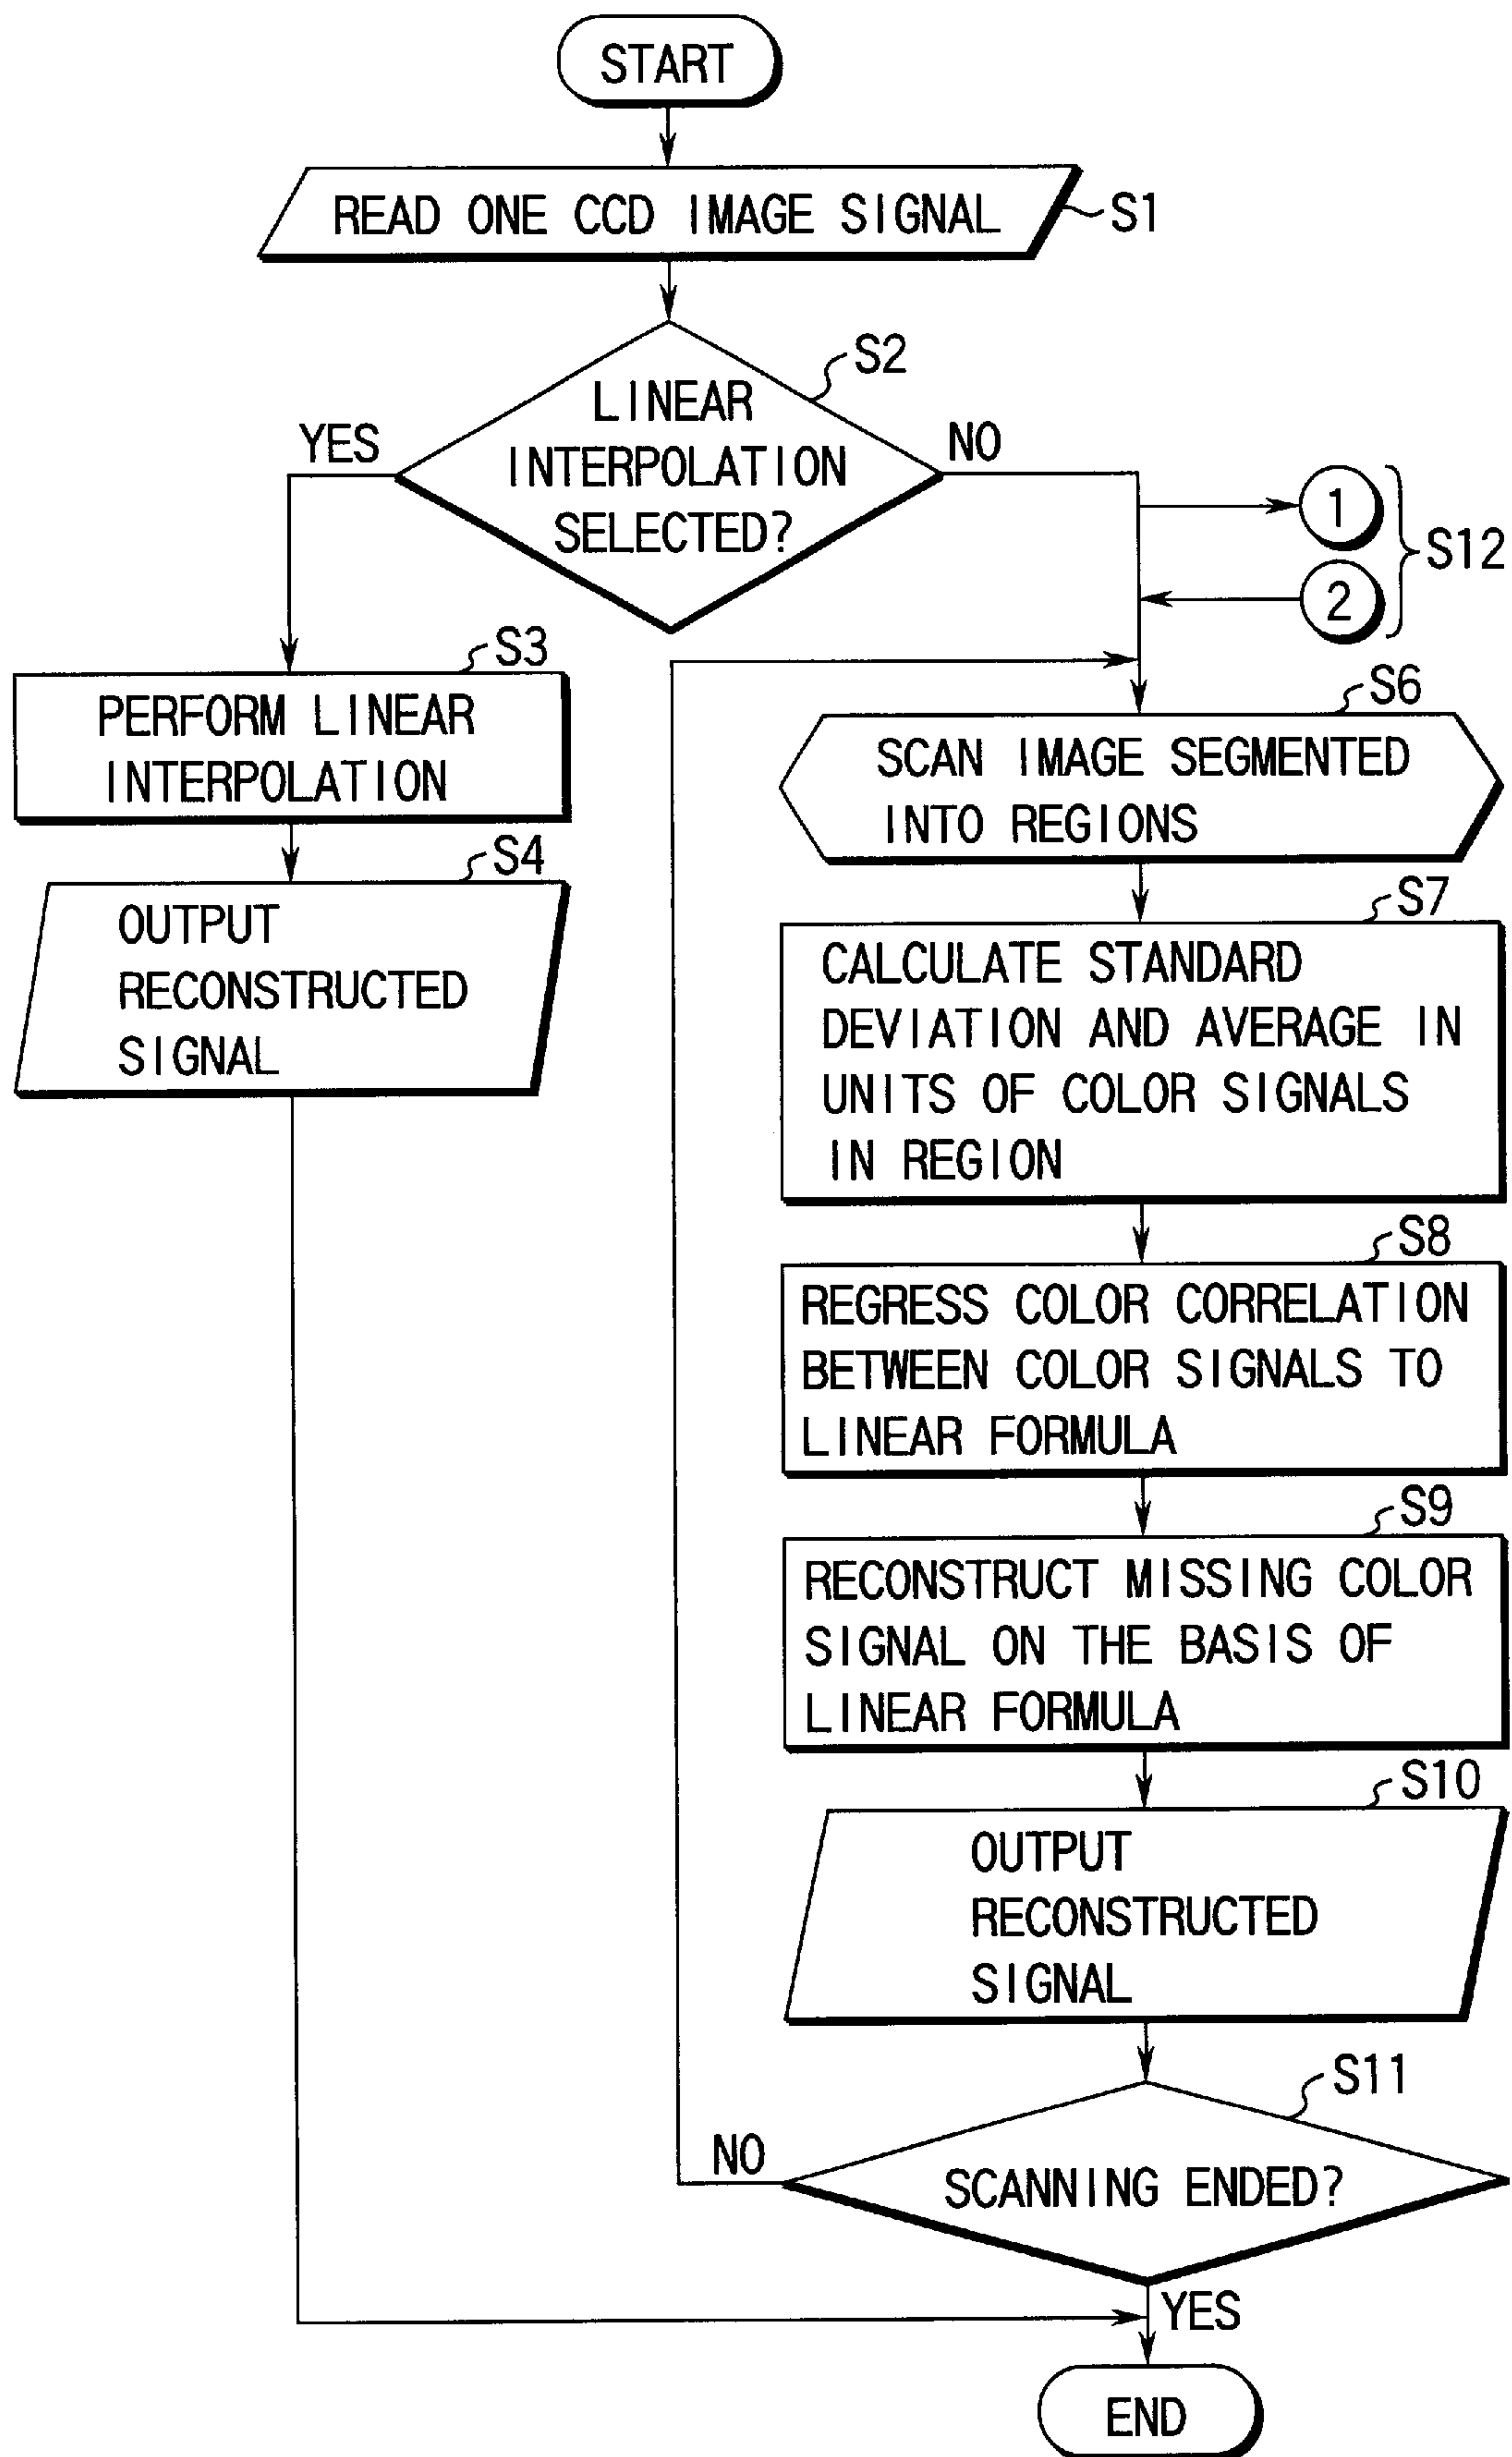 START
READ ONE CCD IMAGE SIGNAL
S1
S2
LINEAR
INTERPOLATION
SELECTED?
YES
NO
1
2
S12
S3
PERFORM LINEAR
INTERPOLATION
S4
OUTPUT
RECONSTRUCTED
SIGNAL
S6
SCAN IMAGE SEGMENTED
INTO REGIONS
S7
CALCULATE STANDARD
DEVIATION AND AVERAGE IN
UNITS OF COLOR SIGNALS
IN REGION
S8
REGRESS COLOR CORRELATION
BETWEEN COLOR SIGNALS TO
LINEAR FORMULA
S9
RECONSTRUCT MISSING COLOR
SIGNAL ON THE BASIS OF
LINEAR FORMULA
S10
OUTPUT
RECONSTRUCTED
SIGNAL
S11
NO
SCANNING ENDED?
YES
END